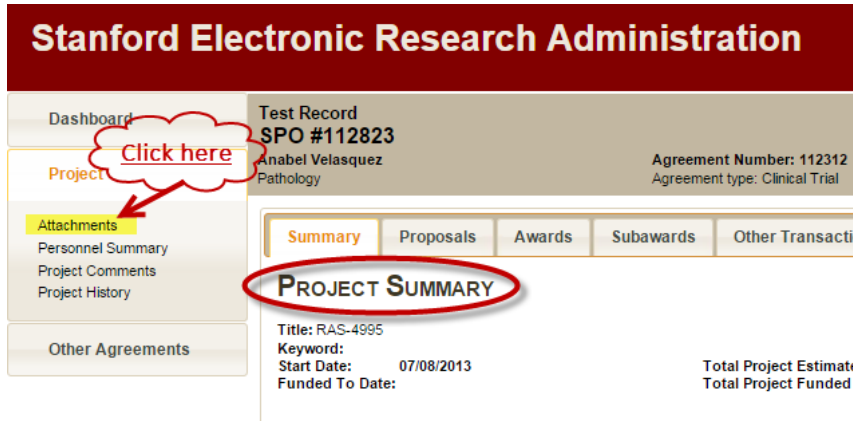 Stanford Electronic Research Administration
Dashboard
Click here
Project
Attachments
Personnel Summary
Project Comments
Project History
Other Agreements
Test Record
SPO #112823
Anabel Velasquez
Pathology
Agreement Number: 112312
Agreement type: Clinical Trial
Summary Proposals Awards Subawards Other Transacti
PROJECT SUMMARY
Title: RAS-4995
Keyword:
Start Date: 07/08/2013 Total Project Estimate
Funded To Date: Total Project Funded